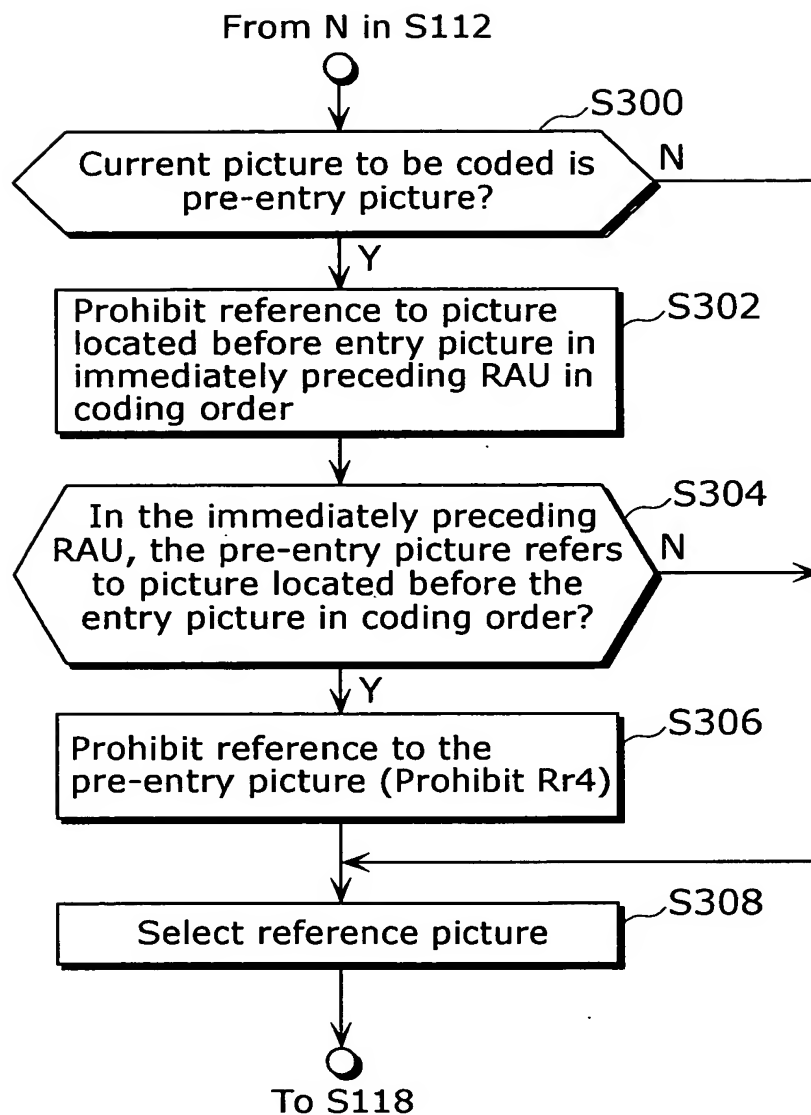 From N in S112
S300
Current picture to be coded is
pre-entry picture?
N
Y
Prohibit reference to picture
located before entry picture in
immediately preceding RAU in
coding order
S302
In the immediately preceding
RAU, the pre-entry picture refers
to picture located before the
entry picture in coding order?
S304
N
Y
Prohibit reference to the
pre-entry picture (Prohibit Rr4)
S306
Select reference picture
S308
To S118